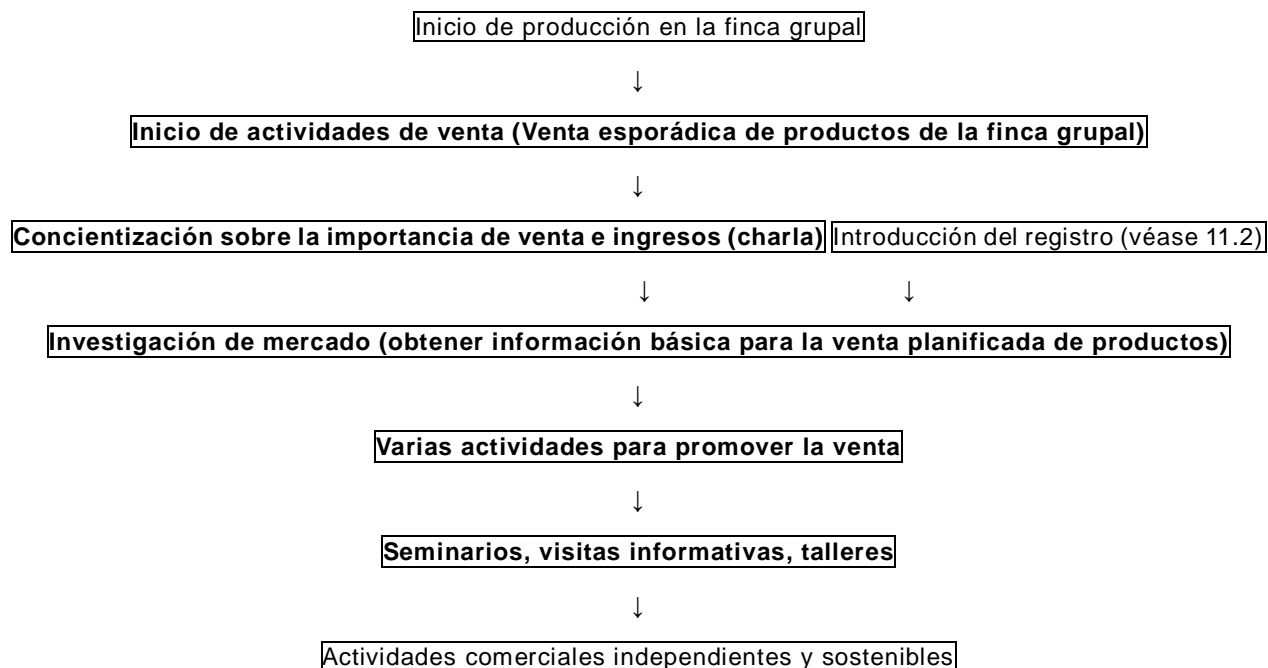 Inicio de producción en la finca grupal
↓
Inicio de actividades de venta (Venta esporádica de productos de la finca grupal)
↓
Concientización sobre la importancia de venta e ingresos (charla) Introducción del registro (véase 11.2)
↓ ↓
Investigación de mercado (obtener información básica para la venta planificada de productos)
↓
Varias actividades para promover la venta
↓
Seminarios, visitas informativas, talleres
↓
Actividades comerciales independientes y sostenibles